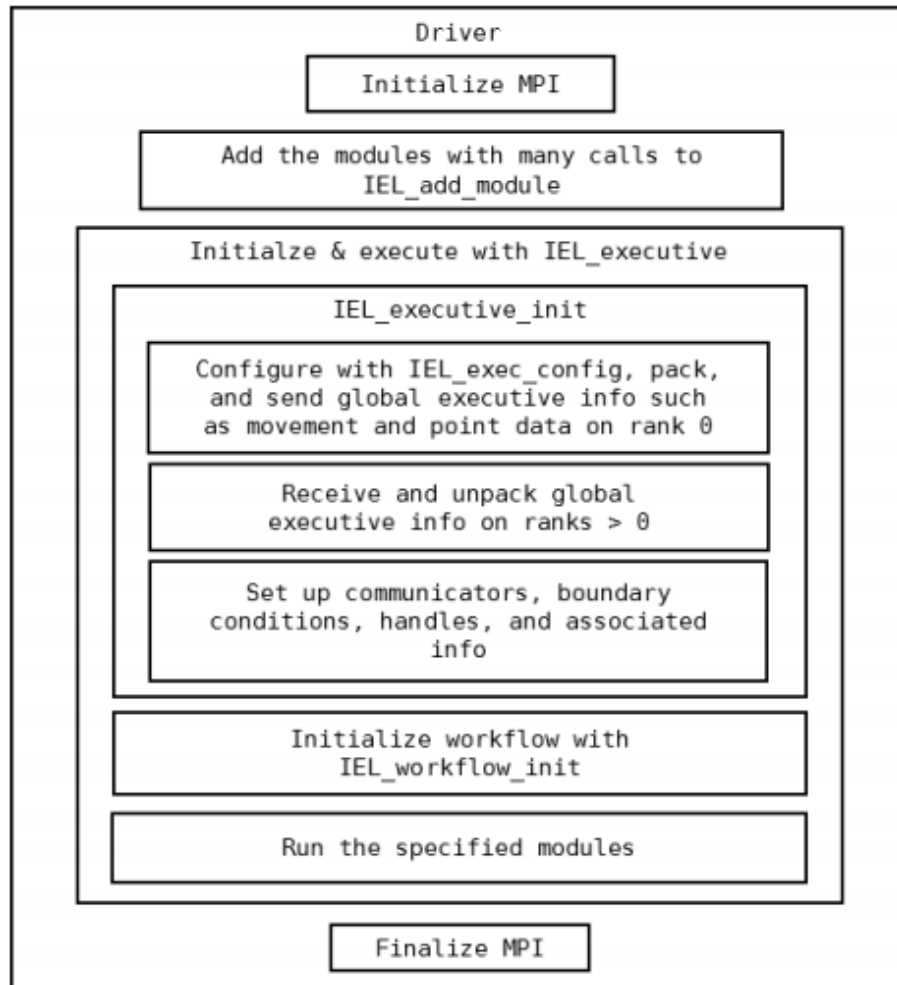 Driver
Initialize MPI
Add the modules with many calls to
IEL_add_module
Initialze & execute with IEL_executive
IEL_executive_init
Configure with IEL_exec_config, pack,
and send global executive info such
as movement and point data on rank 0
Receive and unpack global
executive info on ranks > 0
Set up communicators, boundary
conditions, handles, and associated
info
Initialize workflow with
IEL_workflow_init
Run the specified modules
Finalize MPI